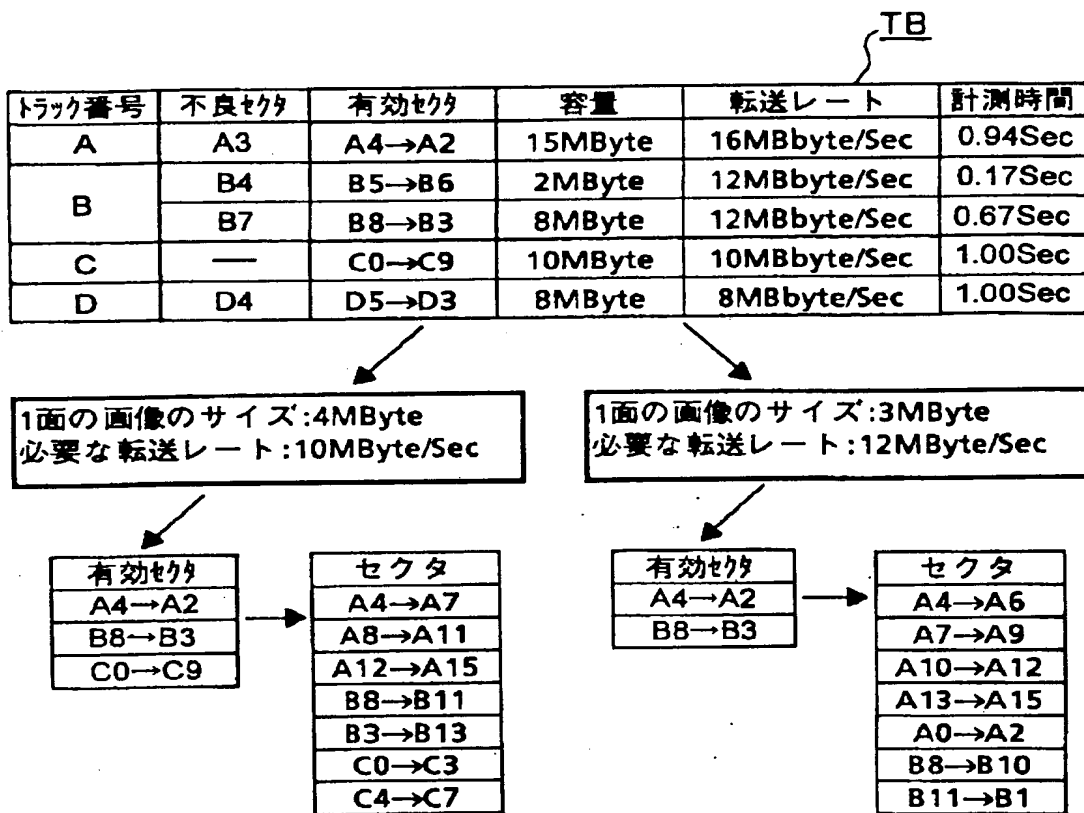 TB
トラック番号 不良セクタ 有効セクタ 容量 転送レート 計測時間
A A3 A4→A2 15MByte 16MBbyte/Sec 0.94Sec
B B4 B5→B6 2MByte 12MBbyte/Sec 0.17Sec
B7 B8→B3 8MByte 12MBbyte/Sec 0.67Sec
C — C0→C9 10MByte 10MBbyte/Sec 1.00Sec
D D4 D5→D3 8MByte 8MBbyte/Sec 1.00Sec
1面の画像のサイズ:4MByte
必要な転送レート:10MByte/Sec
1面の画像のサイズ:3MByte
必要な転送レート:12MByte/Sec
有効セクタ
A4→A2
B8→B3
C0→C9
セクタ
A4→A7
A8→A11
A12→A15
B8→B11
B3→B13
C0→C3
C4→C7
有効セクタ
A4→A2
B8→B3
セクタ
A4→A6
A7→A9
A10→A12
A13→A15
A0→A2
B8→B10
B11→B1